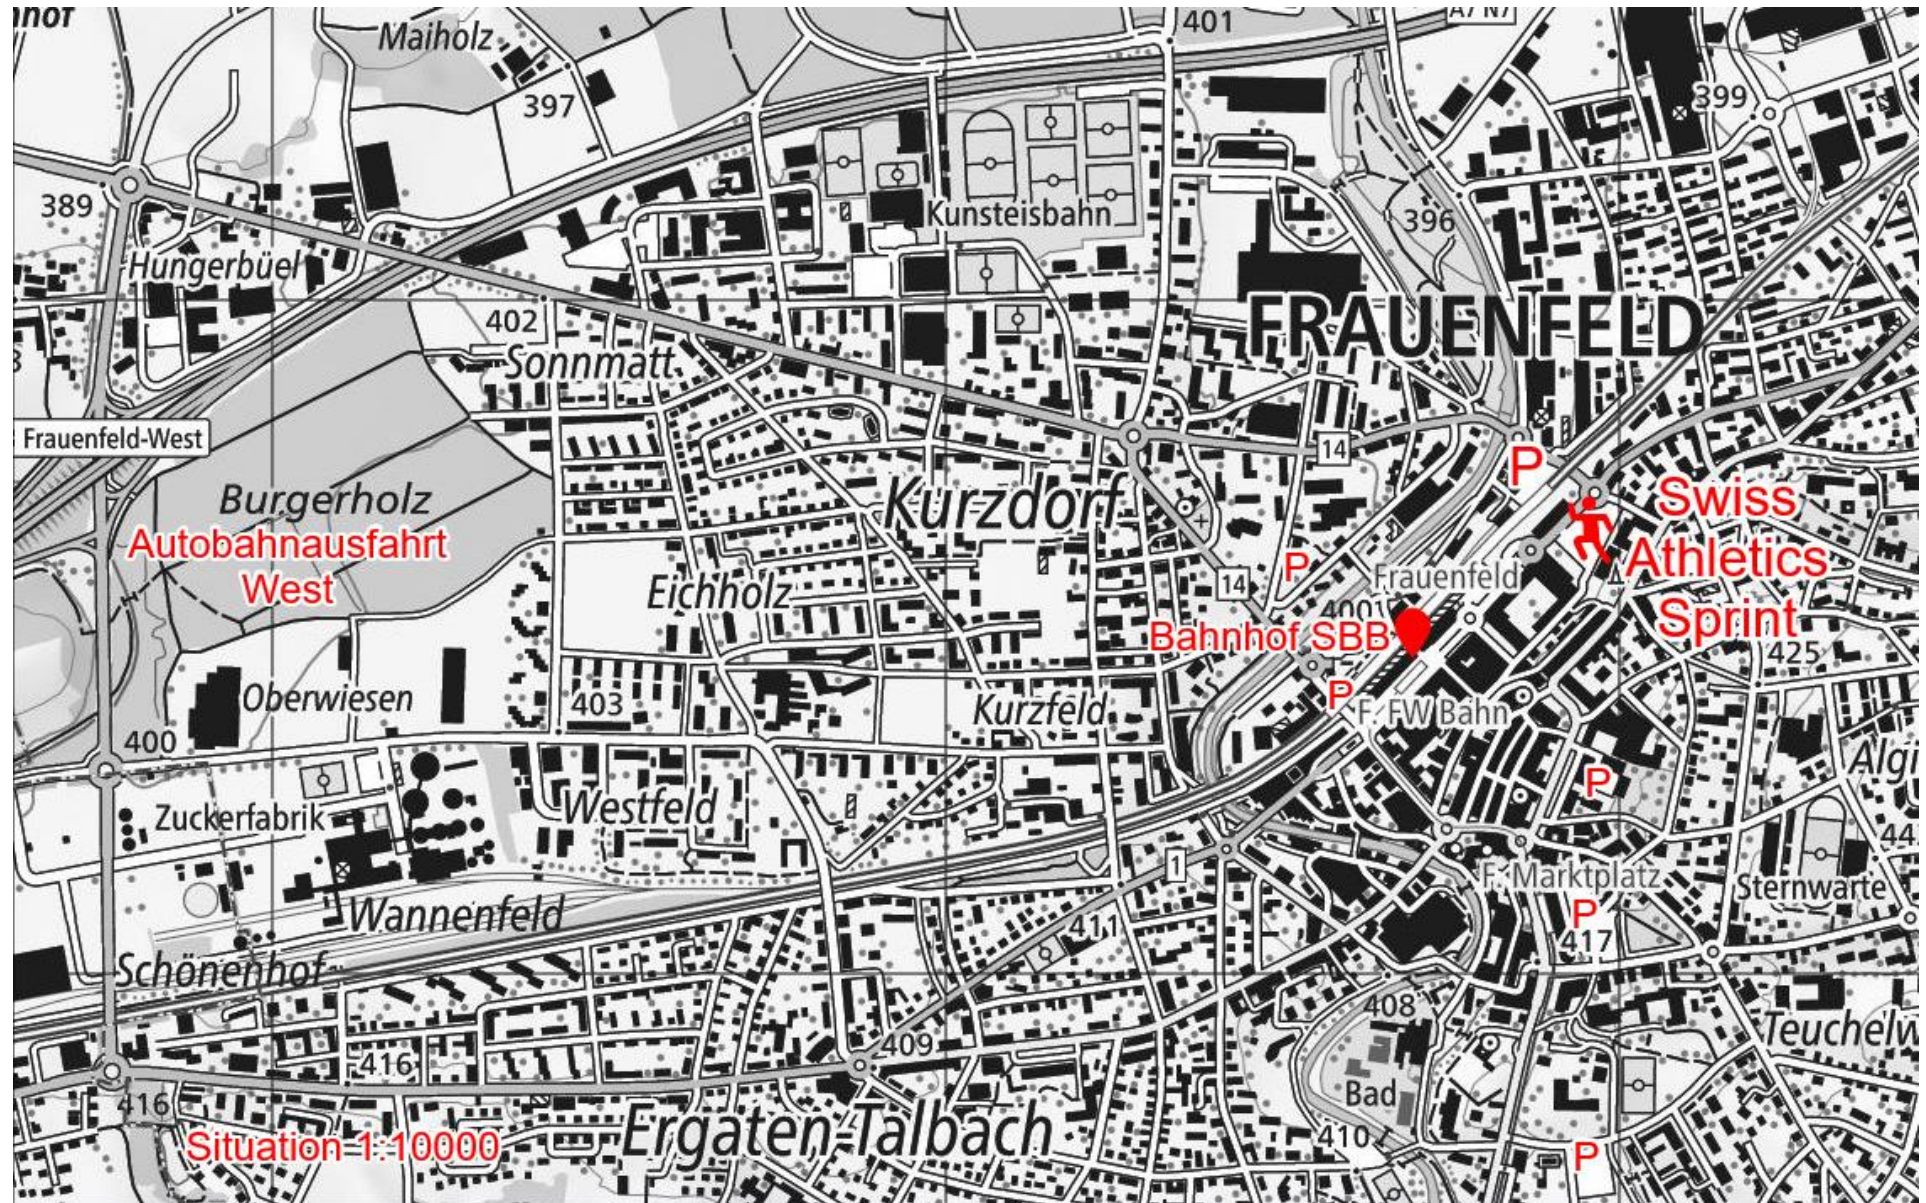 Maiholz
401
A7 N7
397
399
389
Kunsteisbahn
396
Hungerbüel
402
FRAUENFELD
Sonnmatt
Frauenfeld-West
14
P
Burgerholz
Kurzdorf
Swiss
Autobahnausfahrt
Athletics
West
P
Frauenfeld
14
Eichholz
400
Sprint
Bahnhof SBB
425
Oberwiesen
403
Kurzfeld
P
F. FW Bahn
400
P
Zuckerfabrik
Westfeld
1
F. Marktplatz
Sternwarte
Wannenfeld
P
411
417
Schönenhof
408
409
416
Bad
416
Situation 1:10000
Ergaten-Talbach
410
P